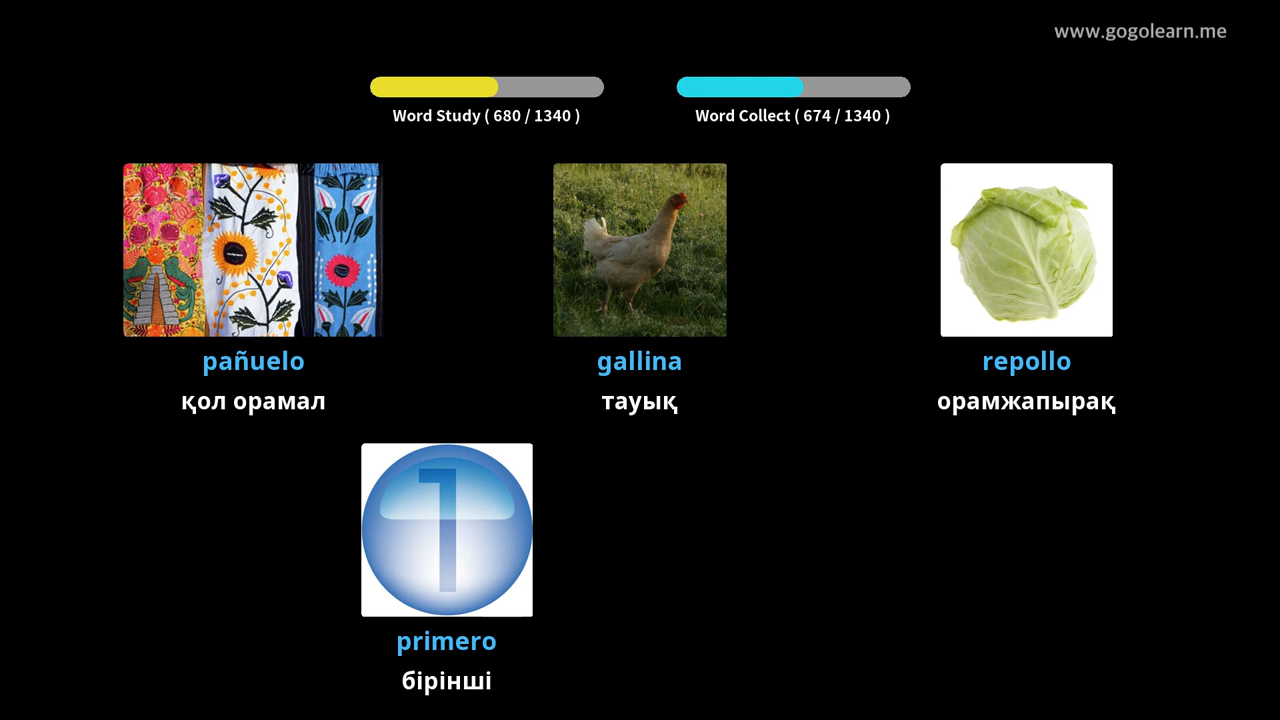 www.gogolearn.me
Word Study ( 680 / 1340 )
Word Collect ( 674 / 1340 )
pañuelo
қол орамал
gallina
тауық
repollo
орамжапырақ
1
primero
бірінші